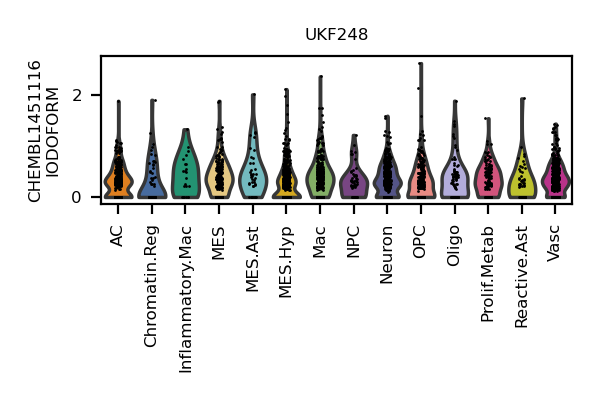 UKF248
CHEMBL1451116
IODOFORM
2
0
AC
Chromatin.Reg
Inflammatory.Mac
MES
MES.Ast
MES.Hyp
Mac
NPC
Neuron
OPC
Oligo
Prolif.Metab
Reactive.Ast
Vasc